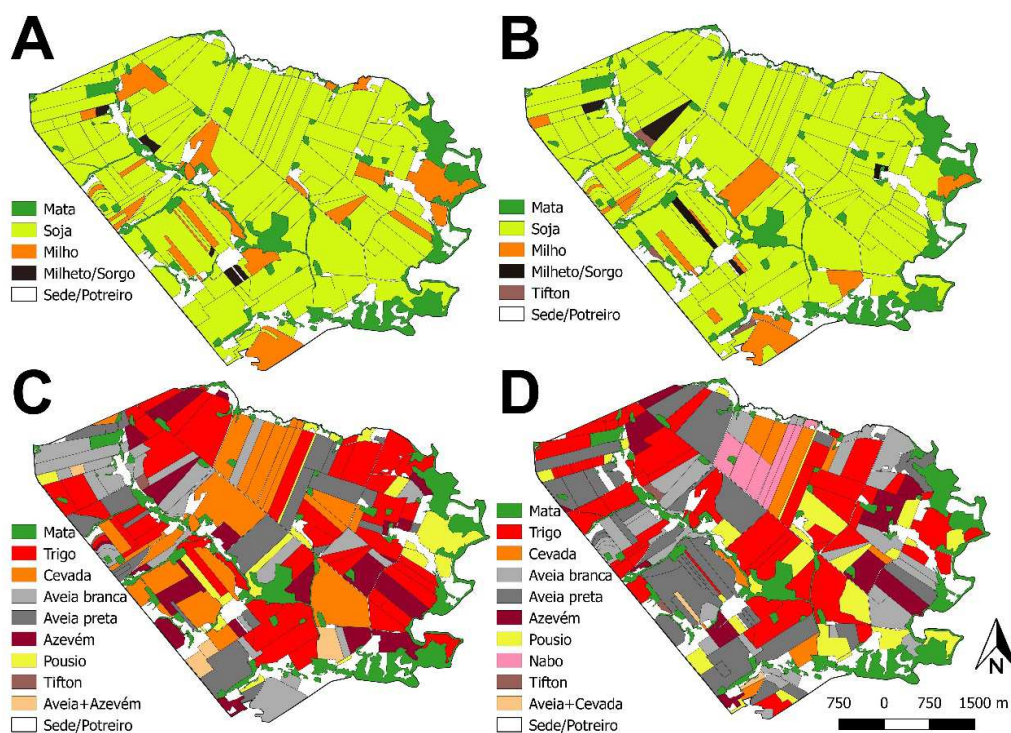 A
Mata
Soja
Milho
Milheto/Sorgo
Sede/Potreiro
B
Mata
Soja
Milho
Milheto/Sorgo
Tifton
Sede/Potreiro
C
Mata
Trigo
Cevada
Aveia branca
Aveia preta
Azevém
Pousio
Tifton
Aveia+Azevém
Sede/Potreiro
D
Mata
Trigo
Cevada
Aveia branca
Aveia preta
Azevém
Pousio
Nabo
Tifton
Aveia+Cevada
Sede/Potreiro
N
750 0 750 1500 m